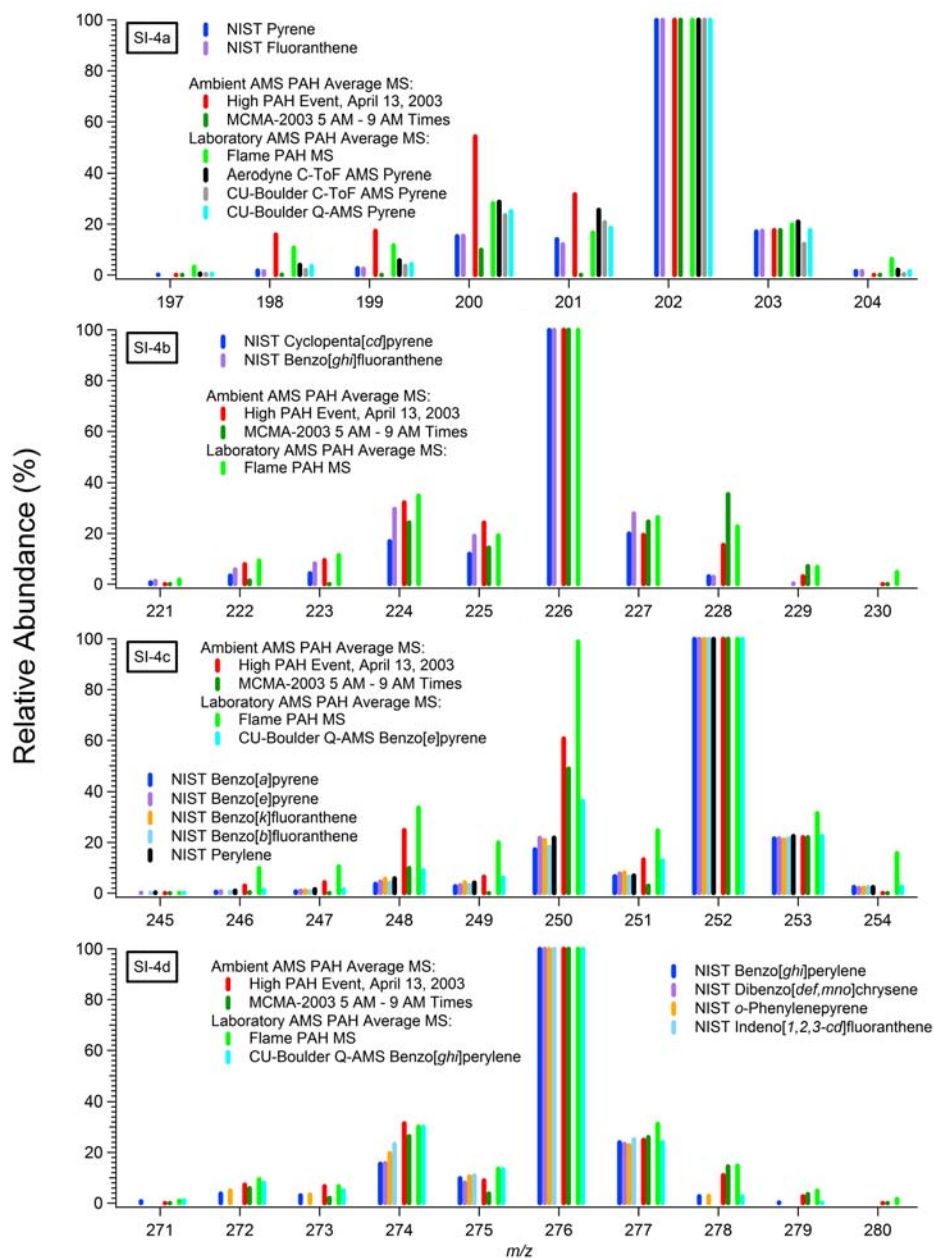 Relative Abundance (%)
SI-4a
NIST Pyrene
NIST Fluoranthene
Ambient AMS PAH Average MS:
High PAH Event, April 13, 2003
MCMA-2003 5 AM - 9 AM Times
Laboratory AMS PAH Average MS:
Flame PAH MS
Aerodyne C-ToF AMS Pyrene
CU-Boulder C-ToF AMS Pyrene
CU-Boulder Q-AMS Pyrene
100
80
60
40
20
0
197 198 199 200 201 202 203 204
SI-4b
NIST Cyclopenta[cd]pyrene
NIST Benzo[ghi]fluoranthene
Ambient AMS PAH Average MS:
High PAH Event, April 13, 2003
MCMA-2003 5 AM - 9 AM Times
Laboratory AMS PAH Average MS:
Flame PAH MS
100
80
60
40
20
0
221 222 223 224 225 226 227 228 229 230
SI-4c
Ambient AMS PAH Average MS:
High PAH Event, April 13, 2003
MCMA-2003 5 AM - 9 AM Times
Laboratory AMS PAH Average MS:
Flame PAH MS
CU-Boulder Q-AMS Benzo[e]pyrene
NIST Benzo[a]pyrene
NIST Benzo[e]pyrene
NIST Benzo[k]fluoranthene
NIST Benzo[b]fluoranthene
NIST Perylene
100
80
60
40
20
0
245 246 247 248 249 250 251 252 253 254
SI-4d
Ambient AMS PAH Average MS:
High PAH Event, April 13, 2003
MCMA-2003 5 AM - 9 AM Times
Laboratory AMS PAH Average MS:
Flame PAH MS
CU-Boulder Q-AMS Benzo[ghi]perylene
NIST Benzo[ghi]perylene
NIST Dibenzo[def,mno]chrysene
NIST o-Phenylenepyrene
NIST Indeno[1,2,3-cd]fluoranthene
100
80
60
40
20
0
271 272 273 274 275 276 277 278 279 280
m/z